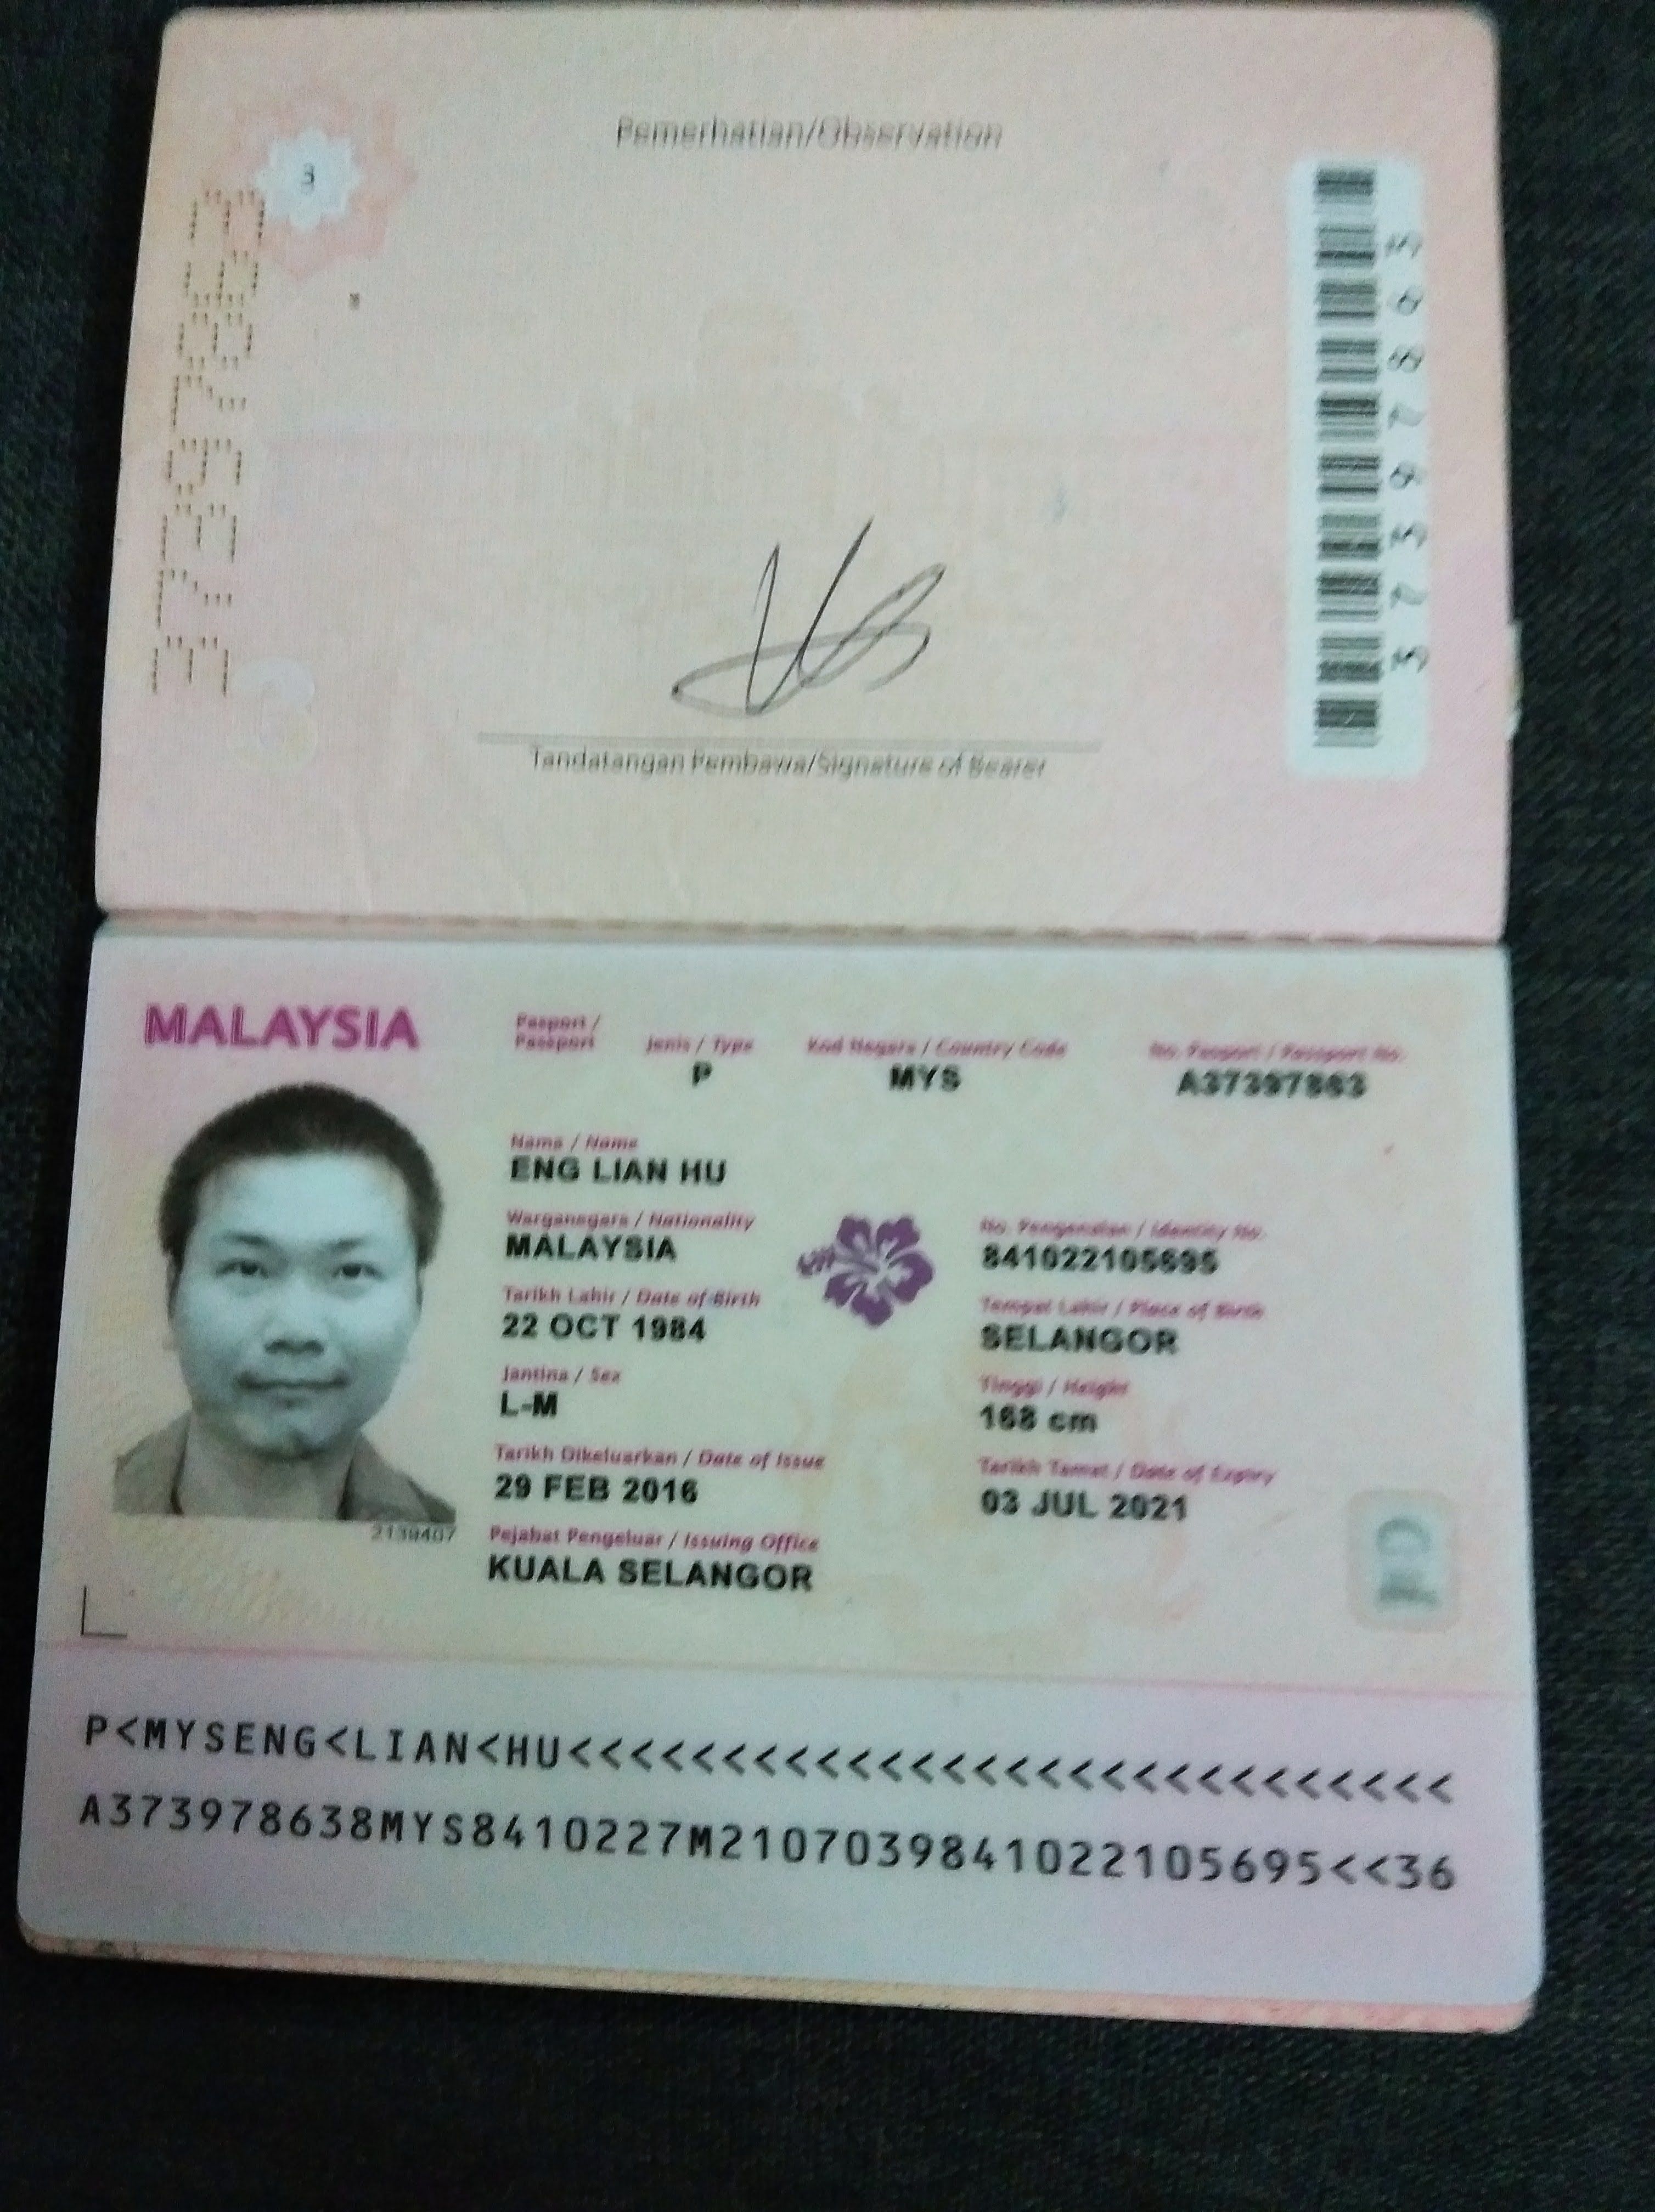 Pemerhatian/Observation
3
37397863
37397863
Tandatangan Pembawa/Signature of Bearer
MALAYSIA
Pasport /
Passport
Jenis / Type
Kod Negara / Country Code
No. Pasport / Passport No.
P
MYS
A37397863
Nama / Name
ENG LIAN HU
Warganegara / Nationality
No. Pengenalan / Identity No.
MALAYSIA
841022105695
Tarikh Lahir / Date of Birth
Tempat Lahir / Place of Birth
22 OCT 1984
SELANGOR
Jantina / Sex
Tinggi / Height
L-M
168 cm
Tarikh Dikeluarkan / Date of Issue
Tarikh Tamat / Date of Expiry
29 FEB 2016
03 JUL 2021
2139407
Pejabat Pengeluar / Issuing Office
KUALA SELANGOR
P<MYSENG<LIAN<HU<<<<<<<<<<<<<<<<<<<<<<<<<<<<
A373978638MYS8410227M2107039841022105695<<36